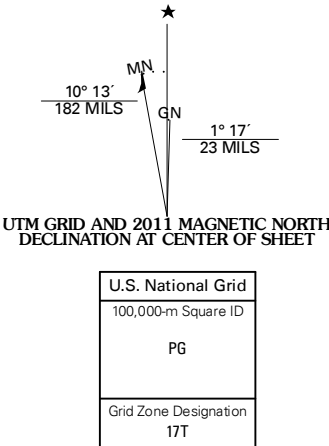 ★
MN
10° 13´
182 MILS
GN
1° 17´
23 MILS
UTM GRID AND 2011 MAGNETIC NORTH
DECLINATION AT CENTER OF SHEET
U.S. National Grid
100,000-m Square ID
PG
Grid Zone Designation
17T